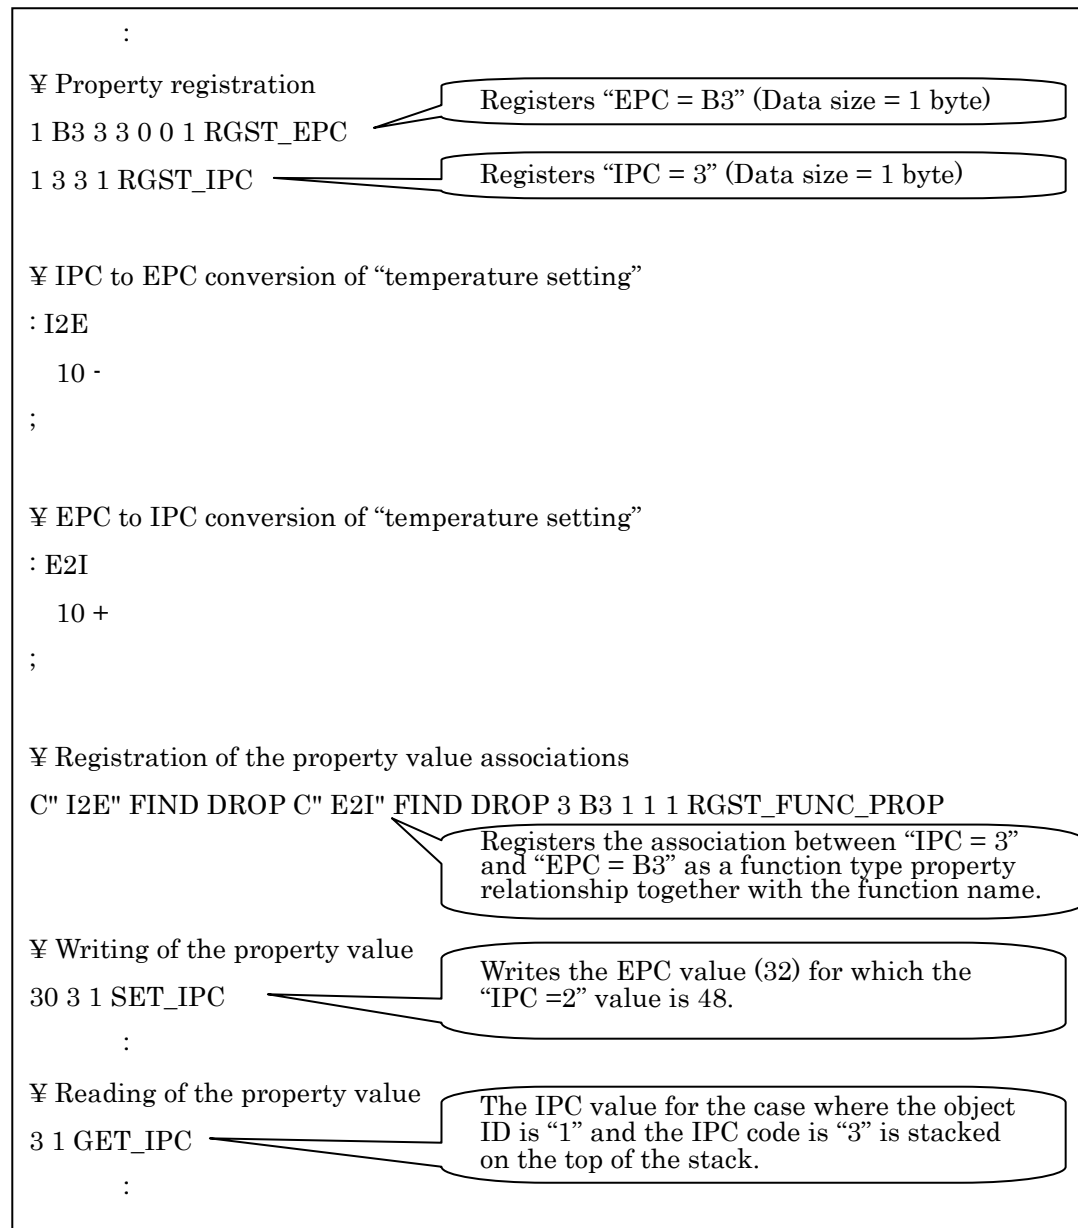 :
¥ Property registration
Registers “EPC = B3” (Data size = 1 byte)
1 B3 3 3 0 0 1 RGST_EPC
1 3 3 1 RGST_IPC
Registers “IPC = 3” (Data size = 1 byte)
¥ IPC to EPC conversion of “temperature setting”
: I2E
10 -
;
¥ EPC to IPC conversion of “temperature setting”
: E2I
10 +
;
¥ Registration of the property value associations
C" I2E" FIND DROP C" E2I" FIND DROP 3 B3 1 1 1 RGST_FUNC_PROP
Registers the association between “IPC = 3”
and “EPC = B3” as a function type property
relationship together with the function name.
¥ Writing of the property value
30 3 1 SET_IPC
Writes the EPC value (32) for which the
“IPC =2” value is 48.
:
¥ Reading of the property value
3 1 GET_IPC
The IPC value for the case where the object
ID is “1” and the IPC code is “3” is stacked
on the top of the stack.
: